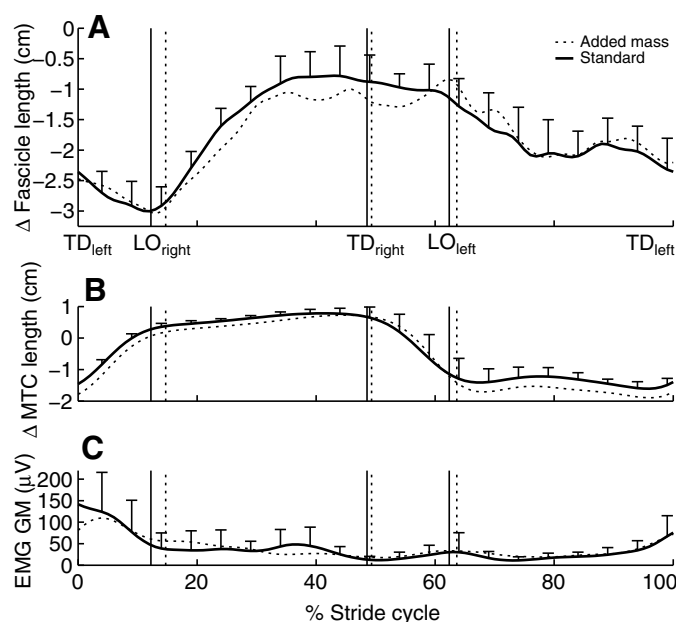 A
Δ Fascicle length (cm)
0
−0.5
−1
−1.5
−2
−2.5
−3
Added mass
Standard
TDleft LOright TDright LOleft TDleft
B
Δ MTC length (cm)
1
0
−1
−2
C
EMG GM (μV)
200
150
100
50
0
0 20 40 60 80 100
% Stride cycle